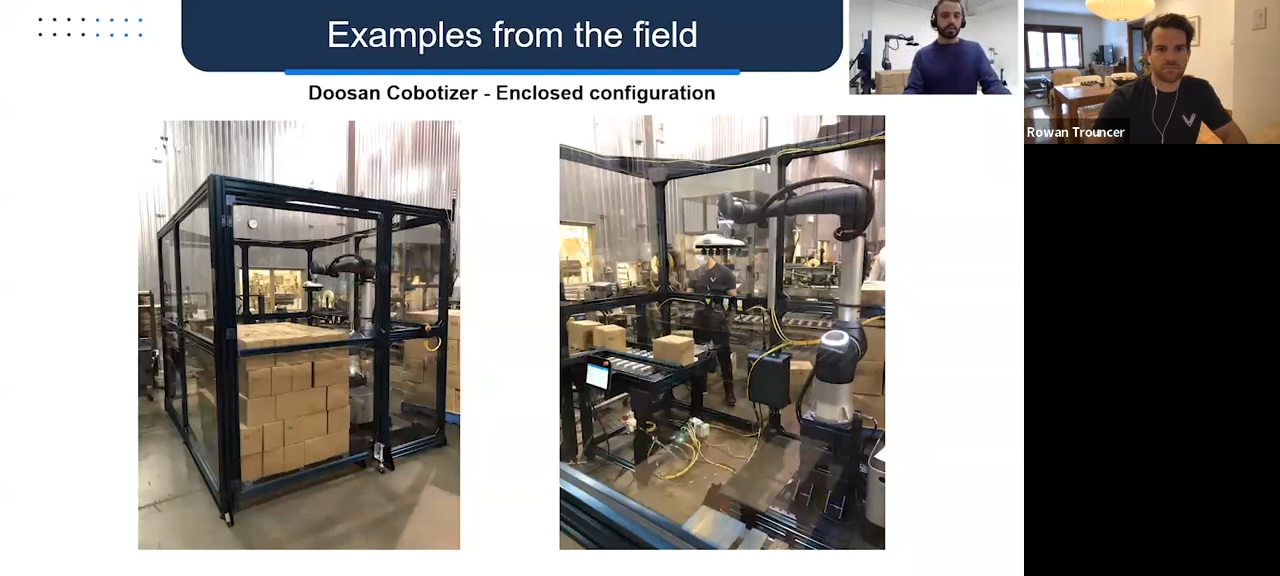 Examples from the field
Doosan Cobotizer - Enclosed configuration
Rowan Trouncer